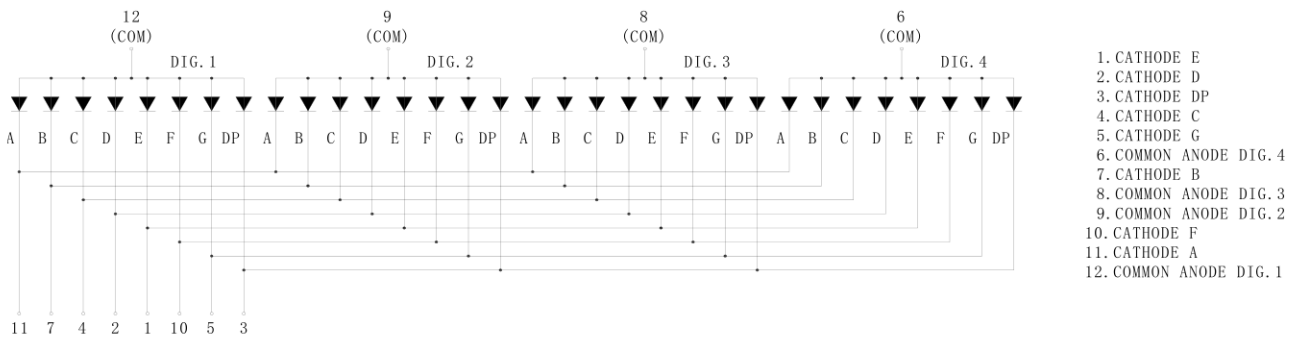 12 9 8 6
(COM) (COM) (COM) (COM)
DIG.1 DIG.2 DIG.3 DIG.4
A B C D E F G DP A B C D E F G DP A B C D E F G DP A B C D E F G DP
11 7 4 2 1 10 5 3
1. CATHODE E
2. CATHODE D
3. CATHODE DP
4. CATHODE C
5. CATHODE G
6. COMMON ANODE DIG.4
7. CATHODE B
8. COMMON ANODE DIG.3
9. COMMON ANODE DIG.2
10. CATHODE F
11. CATHODE A
12. COMMON ANODE DIG.1